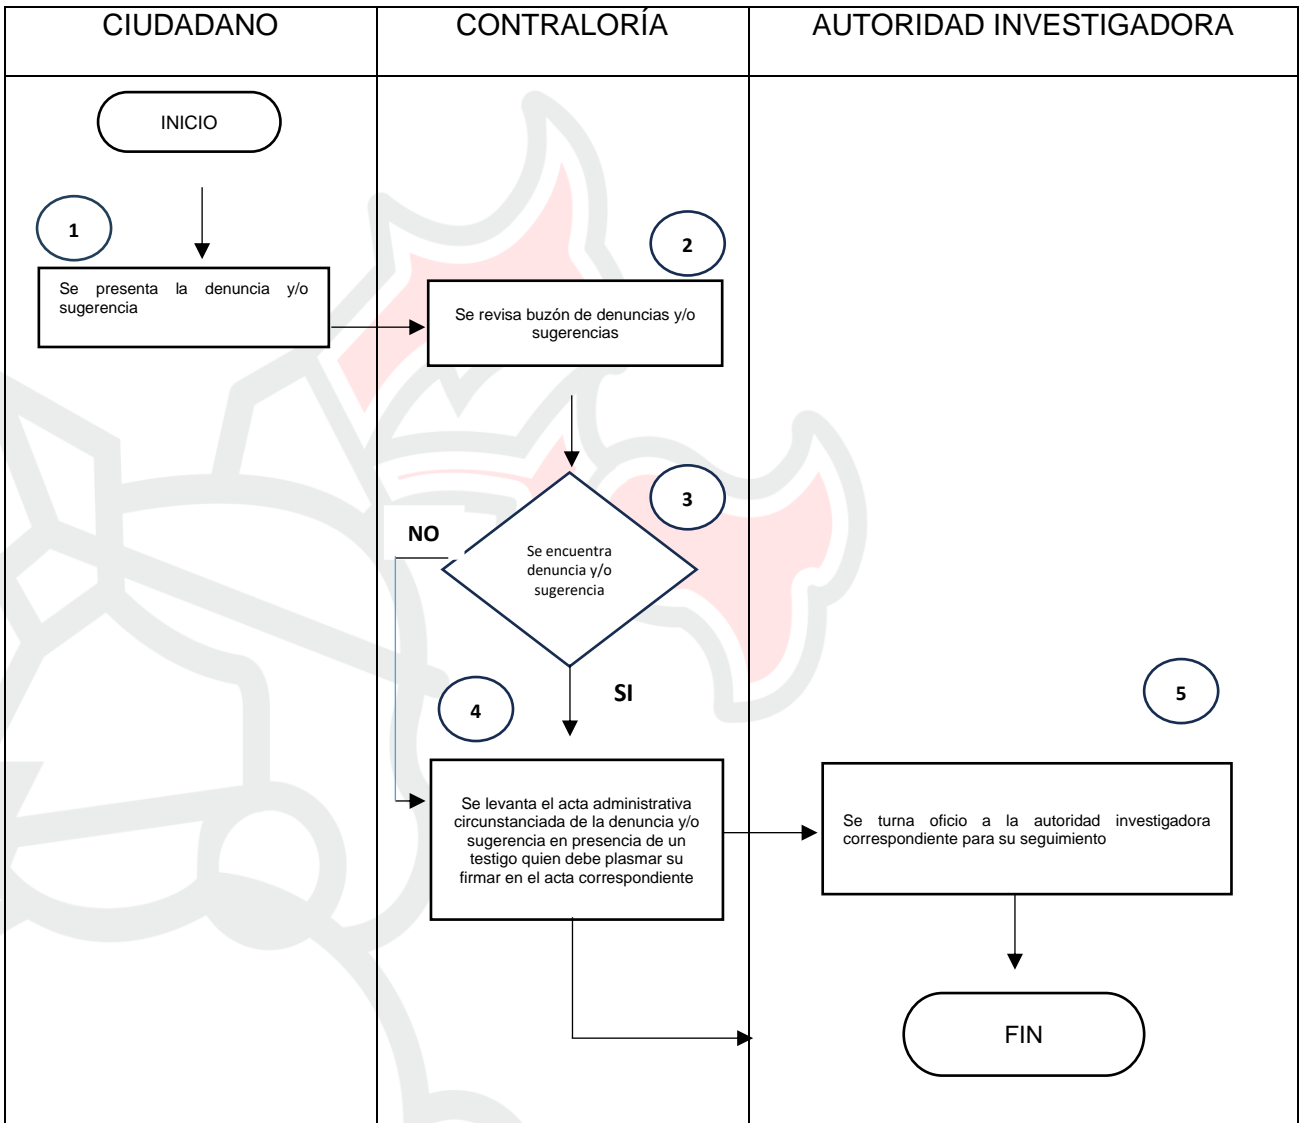 CIUDADANO
CONTRALORÍA
AUTORIDAD INVESTIGADORA
INICIO
1
Se presenta la denuncia y/o
sugerencia
2
Se revisa buzón de denuncias y/o
sugerencias
3
NO
Se encuentra
denuncia y/o
sugerencia
SI
4
Se levanta el acta administrativa
circunstanciada de la denuncia y/o
sugerencia en presencia de un
testigo quien debe plasmar su
firmar en el acta correspondiente
5
Se turna oficio a la autoridad investigadora
correspondiente para su seguimiento
FIN